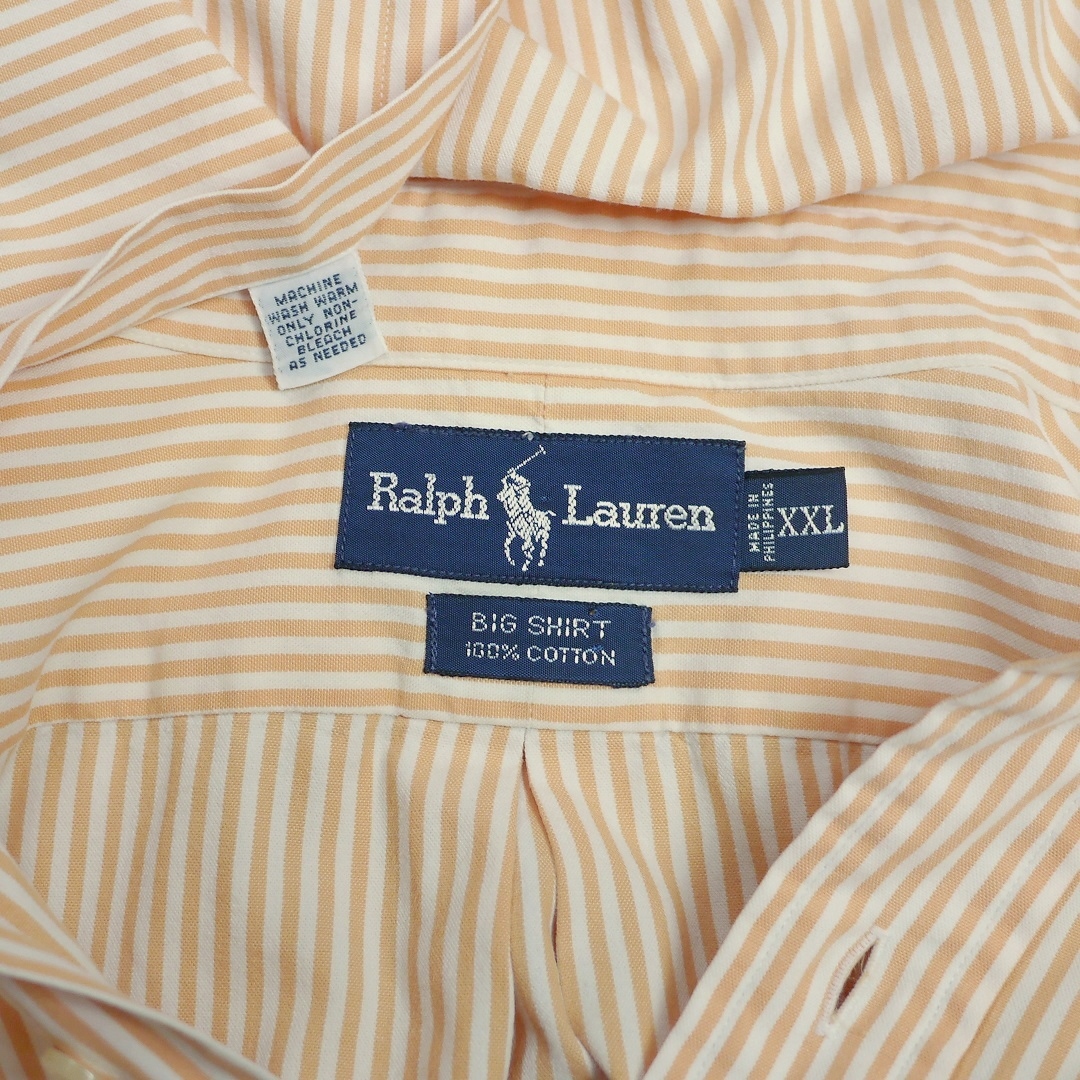 MACHINE
WASH WARM
ONLY NON-
CHLORINE
BLEACH
AS NEEDED
Ralph Lauren
MADE IN
PHILIPPINES
XXL
BIG SHIRT
100% COTTON